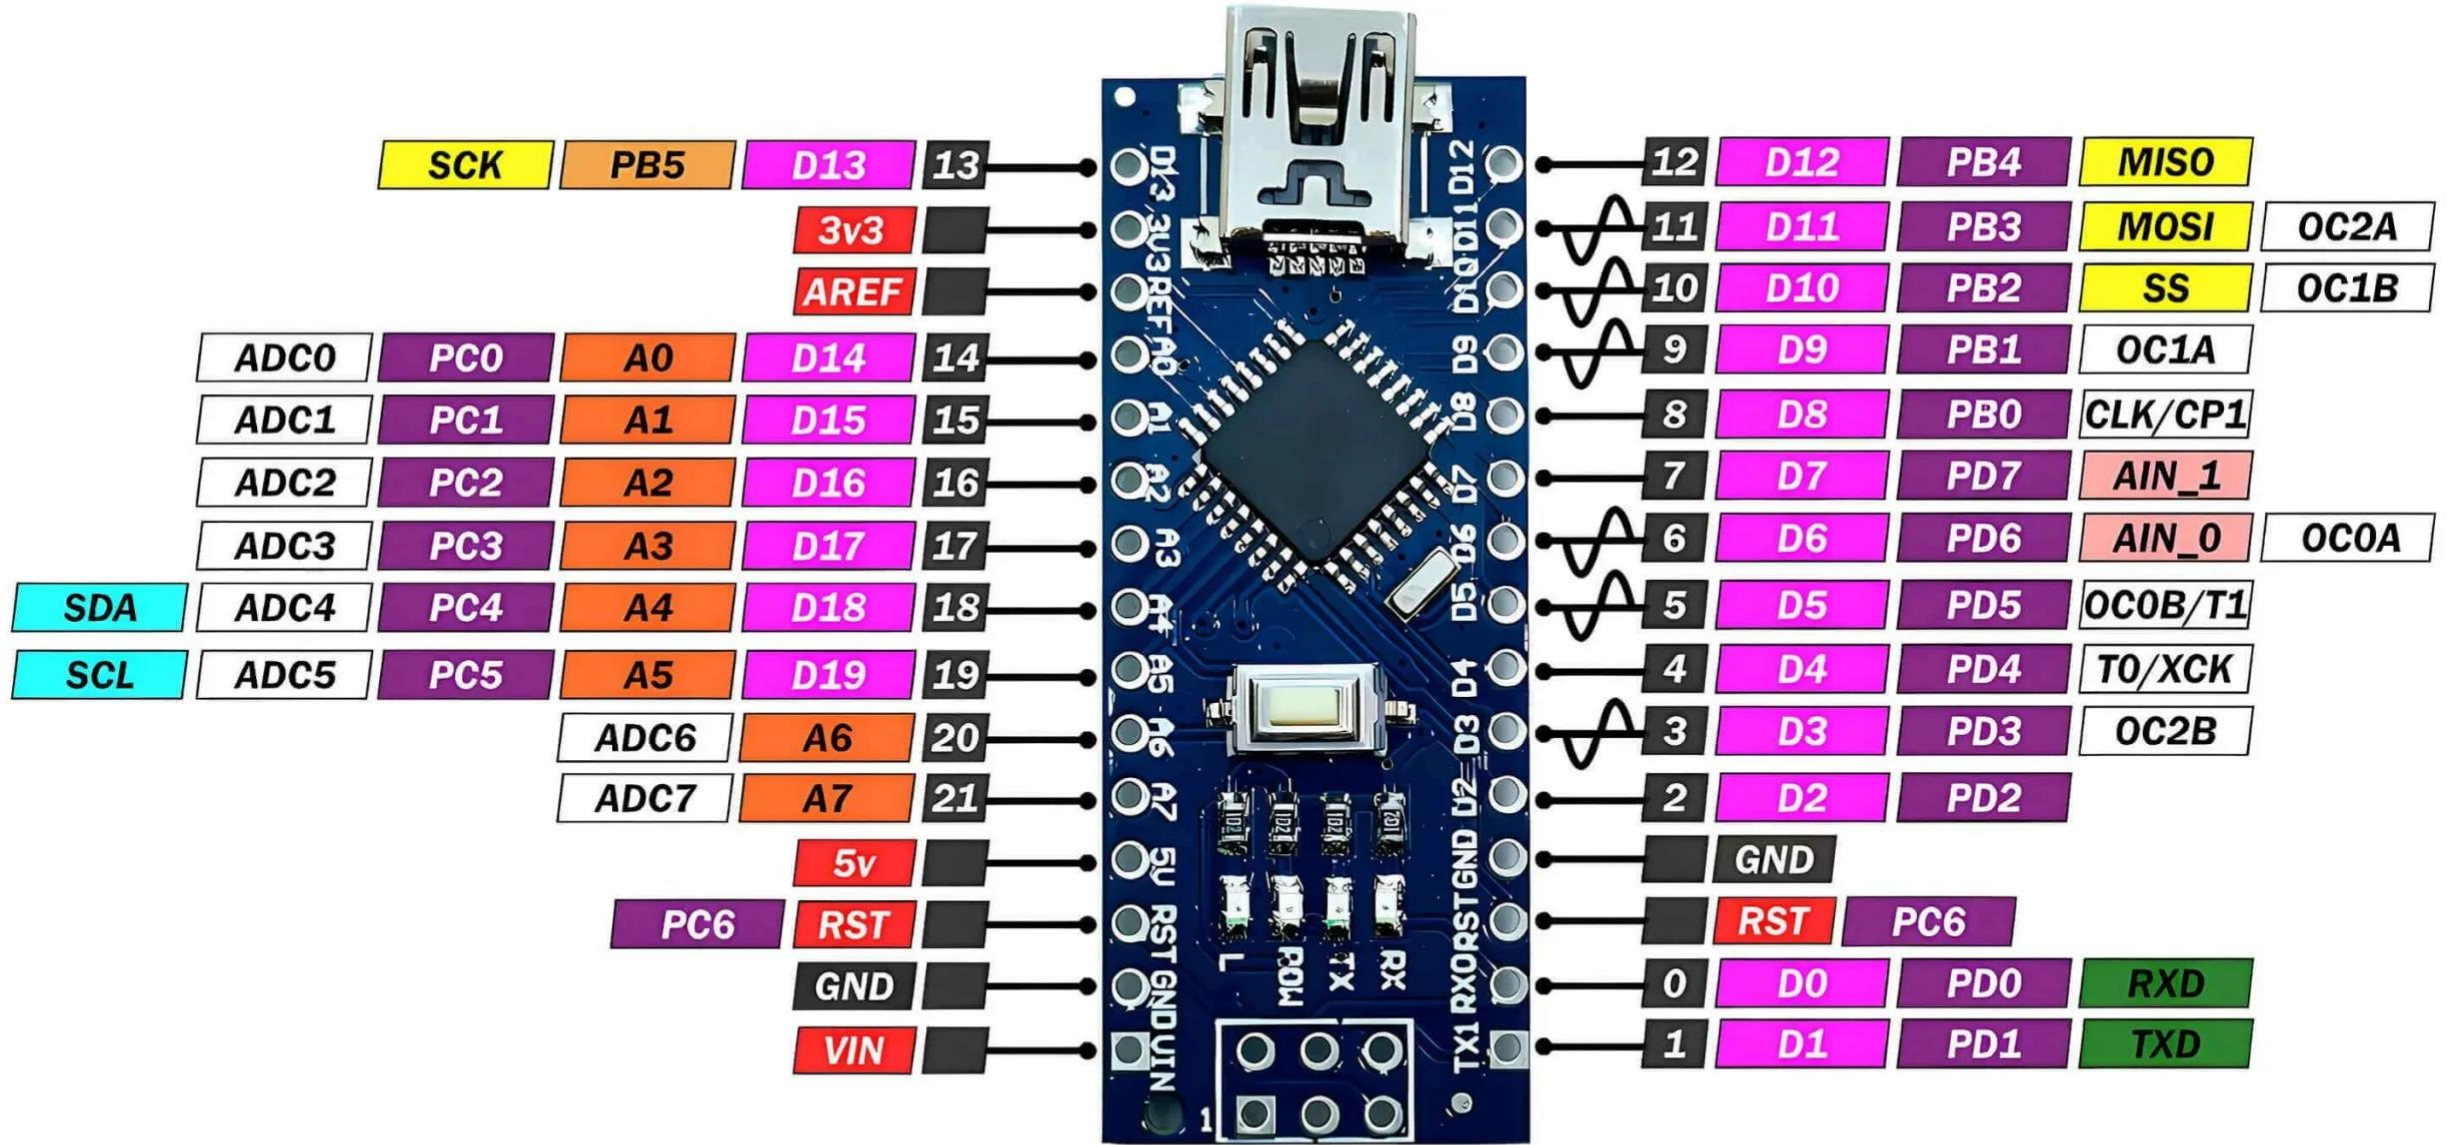 SCK PB5 D13 13
3v3
AREF
ADC0 PC0 A0 D14 14
ADC1 PC1 A1 D15 15
ADC2 PC2 A2 D16 16
ADC3 PC3 A3 D17 17
SDA ADC4 PC4 A4 D18 18
SCL ADC5 PC5 A5 D19 19
ADC6 A6 20
ADC7 A7 21
5v
PC6 RST
GND
VIN
D13
3V3
REF
A0
A1
A2
A3
A4
A5
A6
A7
5V
RST
GND
VIN
102 102 102 102
L
POW
TX
RX
1
D12
D11
D10
D9
D8
D7
D6
D5
D4
D3
D2
GND
RST
RX0
TX1
12 D12 PB4 MISO
11 D11 PB3 MOSI OC2A
10 D10 PB2 SS OC1B
9 D9 PB1 OC1A
8 D8 PB0 CLK/CP1
7 D7 PD7 AIN_1
6 D6 PD6 AIN_0 OC0A
5 D5 PD5 OC0B/T1
4 D4 PD4 T0/XCK
3 D3 PD3 OC2B
2 D2 PD2
GND
RST PC6
0 D0 PD0 RXD
1 D1 PD1 TXD